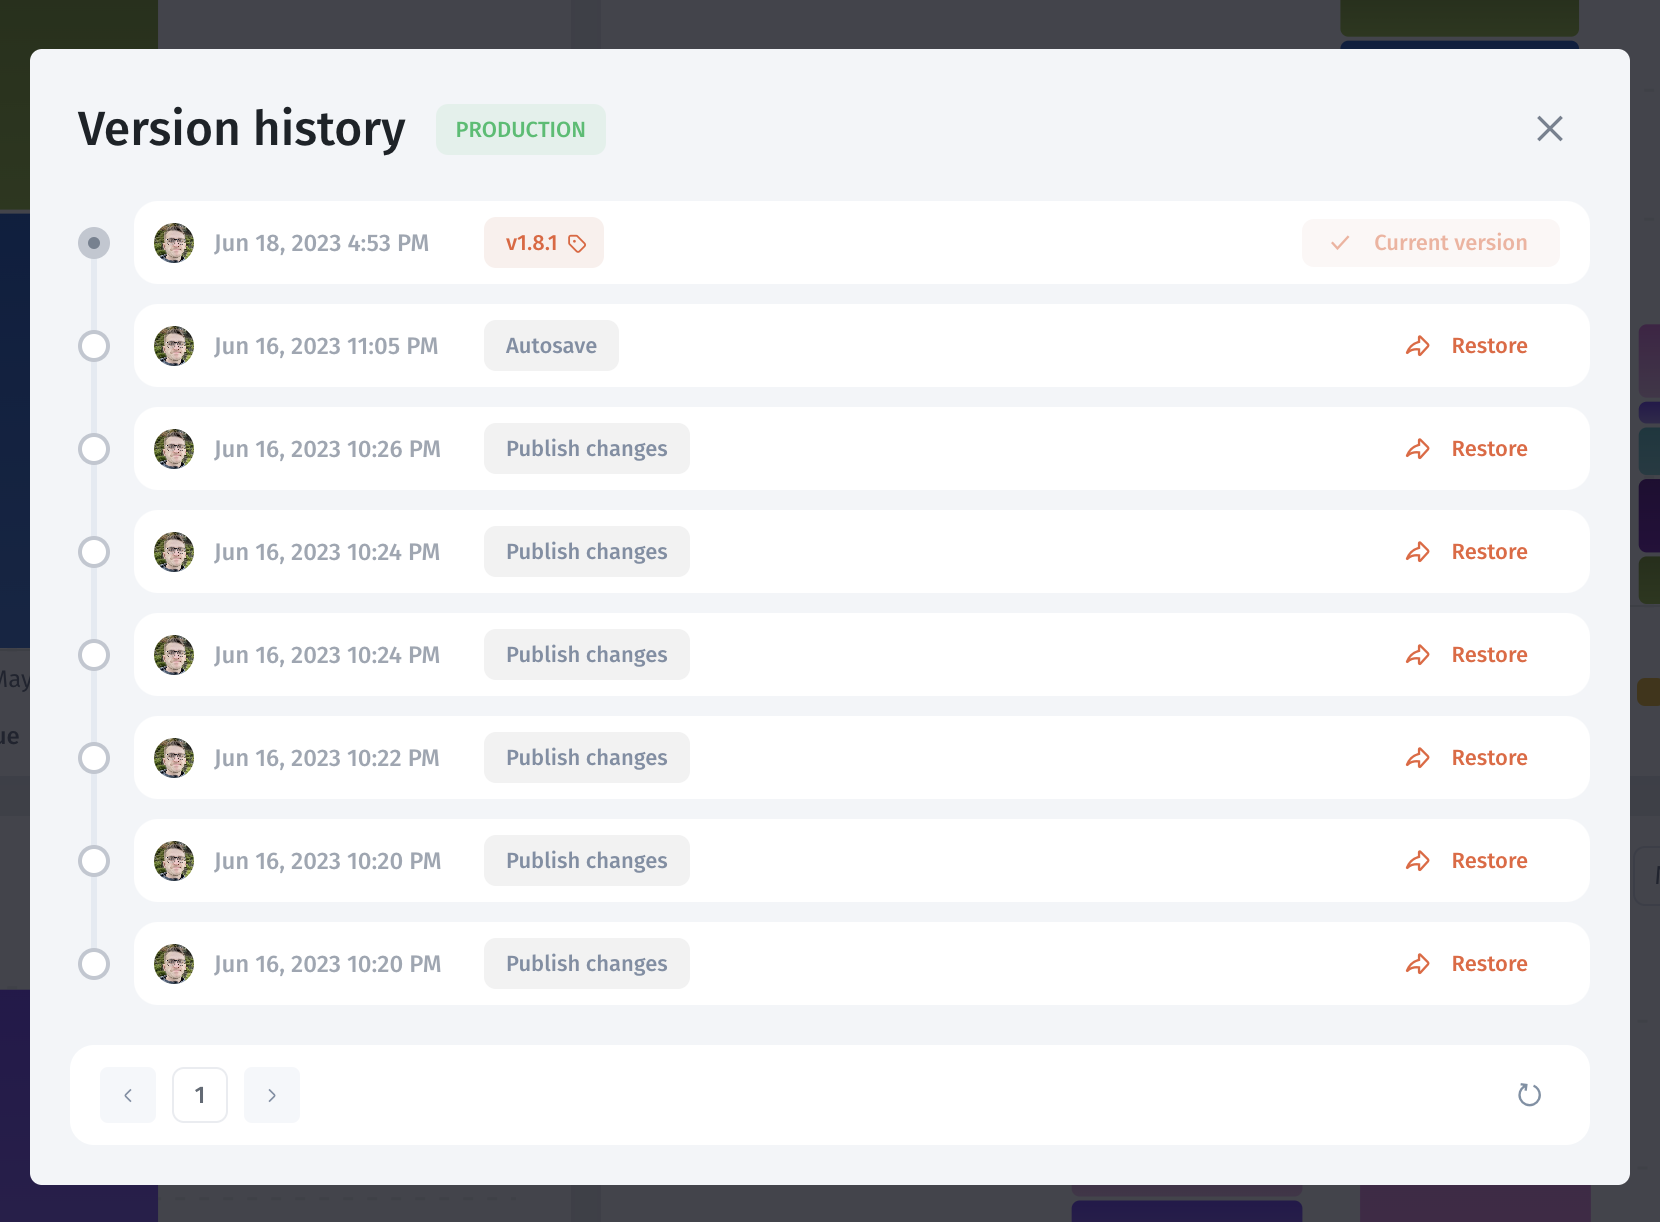 Version history
PRODUCTION
Jun 18, 2023 4:53 PM
v1.8.1
Current version
Jun 16, 2023 11:05 PM
Autosave
Restore
Jun 16, 2023 10:26 PM
Publish changes
Restore
Jun 16, 2023 10:24 PM
Publish changes
Restore
Jun 16, 2023 10:24 PM
Publish changes
Restore
Jun 16, 2023 10:22 PM
Publish changes
Restore
Jun 16, 2023 10:20 PM
Publish changes
Restore
Jun 16, 2023 10:20 PM
Publish changes
Restore
1
May
ue